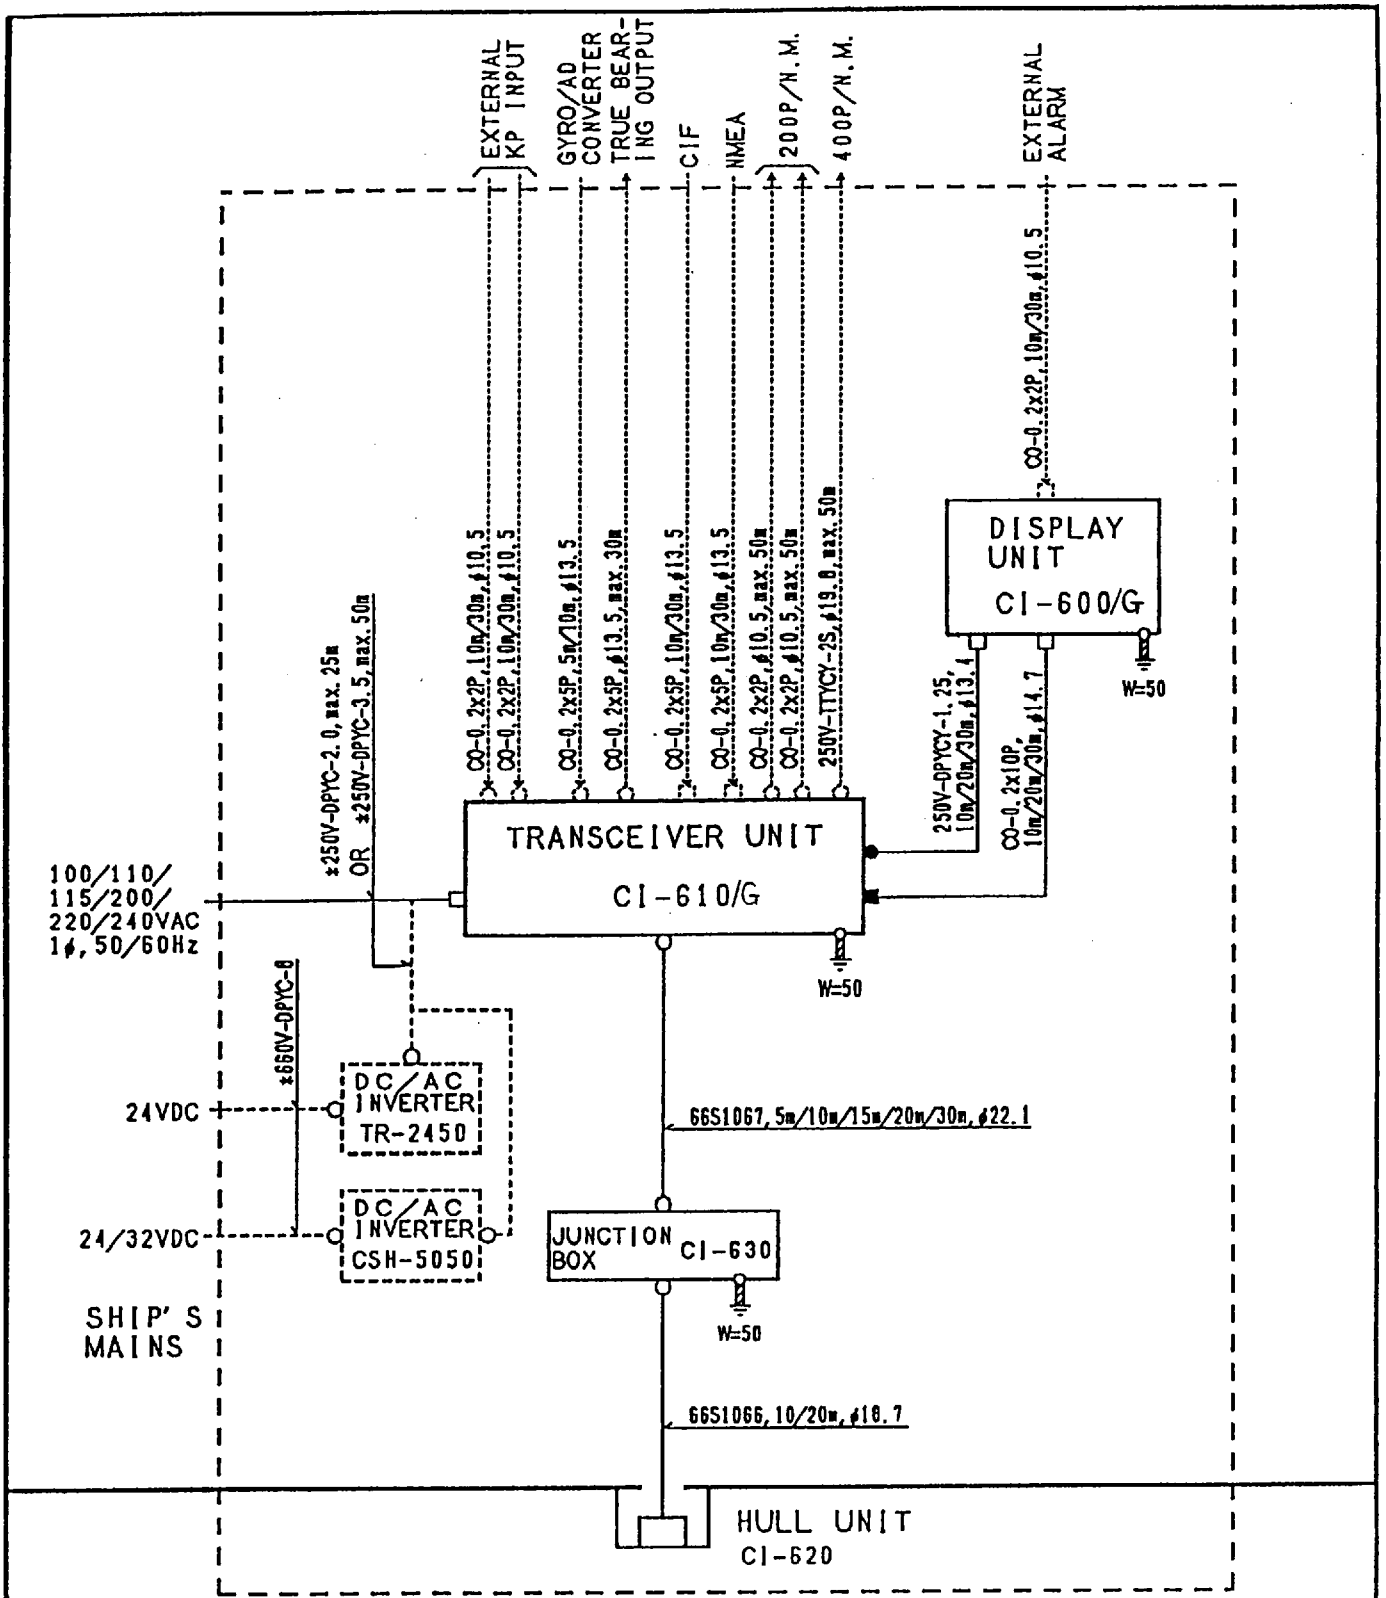 EXTERNAL
KP INPUT
GYRO/AD
CONVERTER
TRUE BEAR-
ING OUTPUT
CIF
NMEA
200P/N.M.
400P/N.M.
EXTERNAL
ALARM
CO-0.2x2P,10m/30m,φ10.5
DISPLAY
UNIT
CI-600/G
W=50
250V-DPYCY-1.25,
10m/20m/30m,φ13.4
CO-0.2x10P,
10m/20m/30m,φ14.7
CO-0.2x2P,10m/30m,φ10.5
CO-0.2x2P,10m/30m,φ10.5
CO-0.2x5P,5m/10m,φ13.5
CO-0.2x5P,φ13.5,max.30m
CO-0.2x5P,10m/30m,φ13.5
CO-0.2x5P,10m/30m,φ13.5
CO-0.2x2P,φ10.5,max.50m
CO-0.2x2P,φ10.5,max.50m
250V-TTYCY-2S,φ19.8,max.50m
*250V-DPYC-2.0,max.25m
OR *250V-DPYC-3.5,max.50m
TRANSCEIVER UNIT
CI-610/G
W=50
100/110/
115/200/
220/240VAC
1φ,50/60Hz
*660V-DPYC-8
24VDC
DC/AC
INVERTER
TR-2450
66S1067,5m/10m/15m/20m/30m,φ22.1
24/32VDC
DC/AC
INVERTER
CSH-5050
JUNCTION
BOX
CI-630
W=50
SHIP'S
MAINS
66S1066,10/20m,φ18.7
HULL UNIT
CI-620